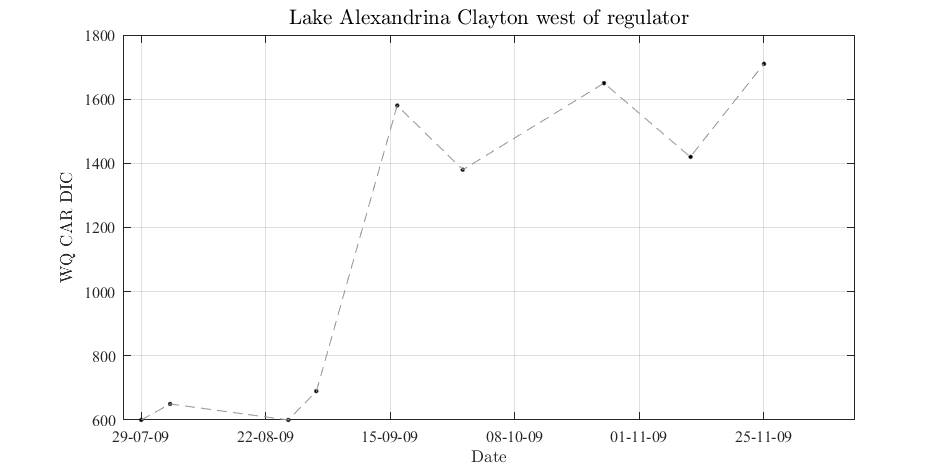 Lake Alexandrina Clayton west of regulator
1800
1600
1400
1200
1000
800
600
WQ CAR DIC
29-07-09 22-08-09 15-09-09 08-10-09 01-11-09 25-11-09
Date